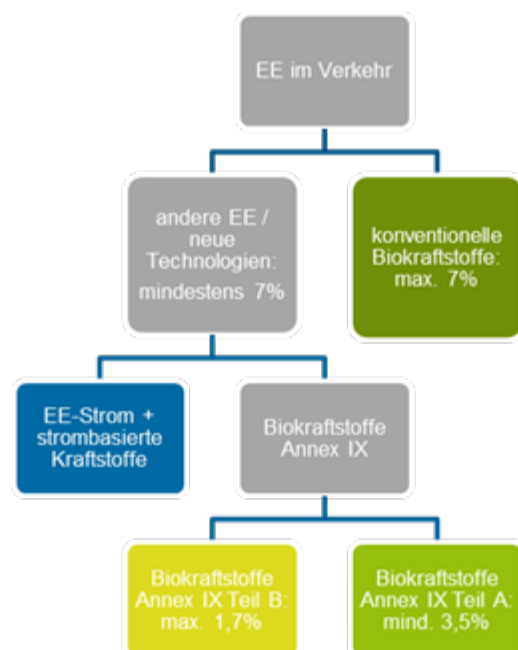 EE im Verkehr
andere EE /
neue
Technologien:
mindestens 7%
konventionelle
Biokraftstoffe:
max. 7%
EE-Strom +
strombasierte
Kraftstoffe
Biokraftstoffe
Annex IX
Biokraftstoffe
Annex IX Teil B:
max. 1,7%
Biokraftstoffe
Annex IX Teil A:
mind. 3,5%